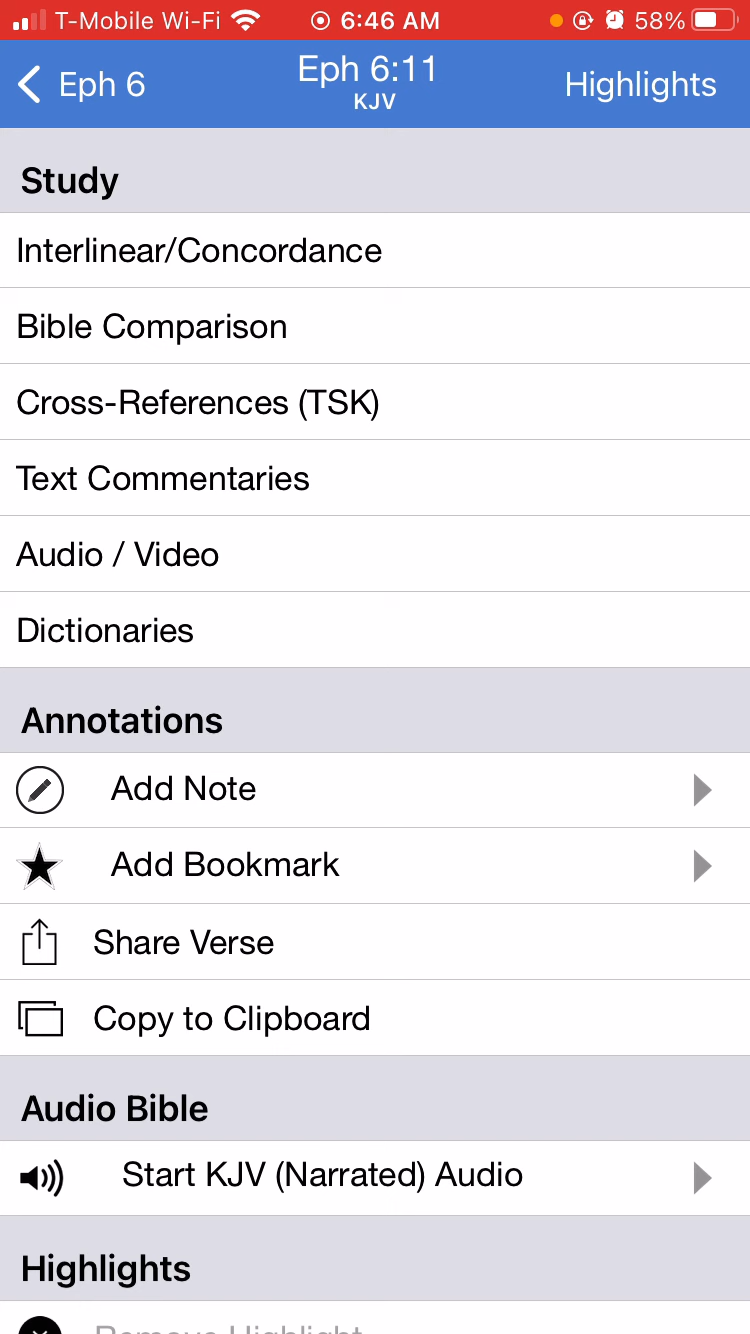 T-Mobile Wi-Fi 6:46 AM 58%
Eph 6 Eph 6:11 Highlights
KJV
Study
Interlinear/Concordance
Bible Comparison
Cross-References (TSK)
Text Commentaries
Audio / Video
Dictionaries
Annotations
Add Note
Add Bookmark
Share Verse
Copy to Clipboard
Audio Bible
Start KJV (Narrated) Audio
Highlights
Remove Highlight